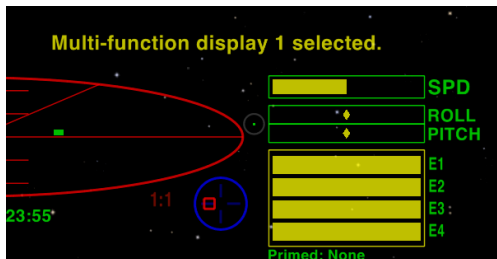 Multi-function display 1 selected.
SPD
ROLL
PITCH
E1
1:1
E2
23:55
E3
E4
Primed: None